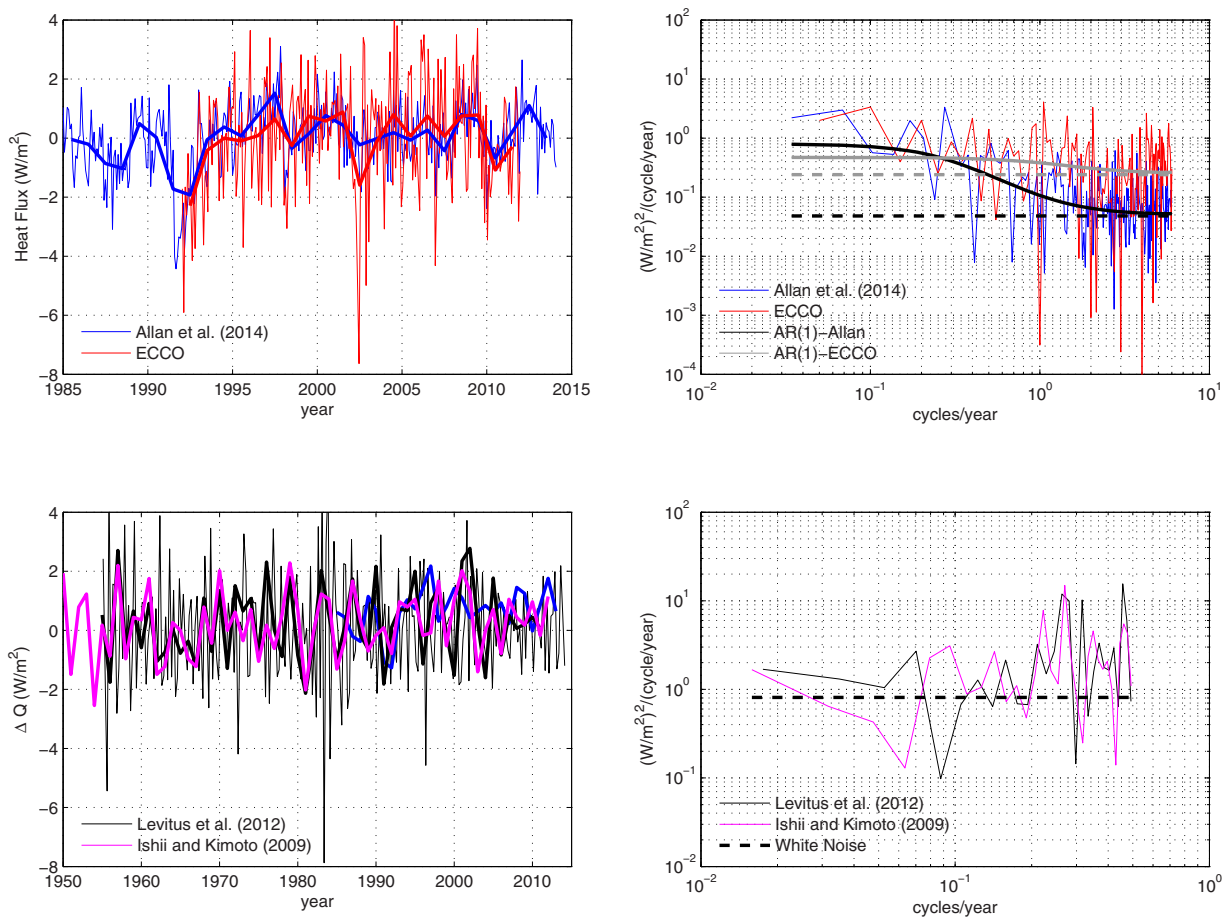 4
2
0
−2
−4
−6
−8
Heat Flux (W/m²)
Allan et al. (2014)
ECCO
1985 1990 1995 2000 2005 2010 2015
year
10²
10¹
10⁰
10⁻¹
10⁻²
10⁻³
10⁻⁴
(W/m²)²/(cycle/year)
Allan et al. (2014)
ECCO
AR(1)−Allan
AR(1)−ECCO
10⁻² 10⁻¹ 10⁰ 10¹
cycles/year
4
2
0
−2
−4
−6
−8
Δ Q (W/m²)
Levitus et al. (2012)
Ishii and Kimoto (2009)
1950 1960 1970 1980 1990 2000 2010
year
10²
10¹
10⁰
10⁻¹
10⁻²
(W/m²)²/(cycle/year)
Levitus et al. (2012)
Ishii and Kimoto (2009)
White Noise
10⁻² 10⁻¹ 10⁰
cycles/year